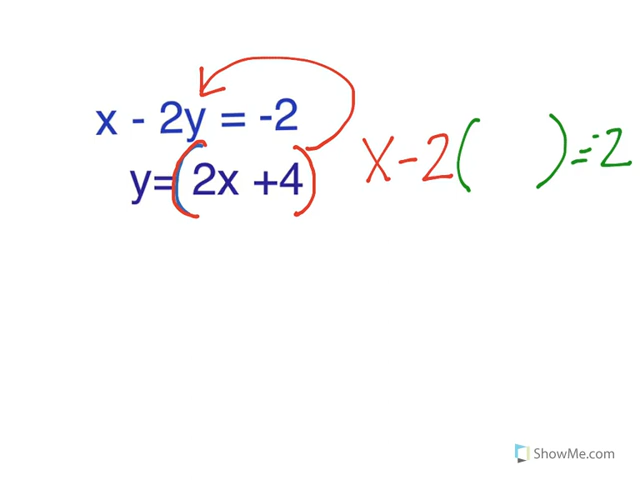 x - 2y = -2
y=(2x +4)
x-2( )=-2
ShowMe.com